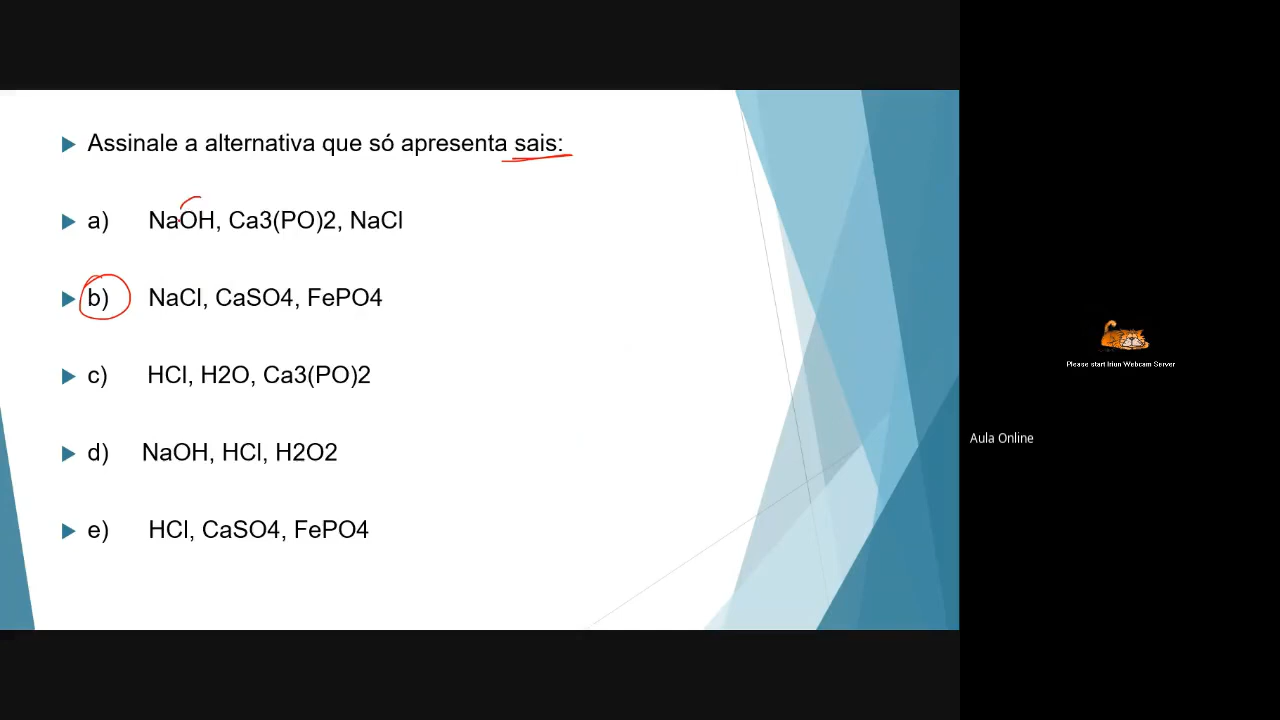 Assinale a alternativa que só apresenta sais:
a) NaOH, Ca3(PO)2, NaCl
b) NaCl, CaSO4, FePO4
c) HCl, H2O, Ca3(PO)2
d) NaOH, HCl, H2O2
e) HCl, CaSO4, FePO4
Please start Iriun Webcam Server
Aula Online